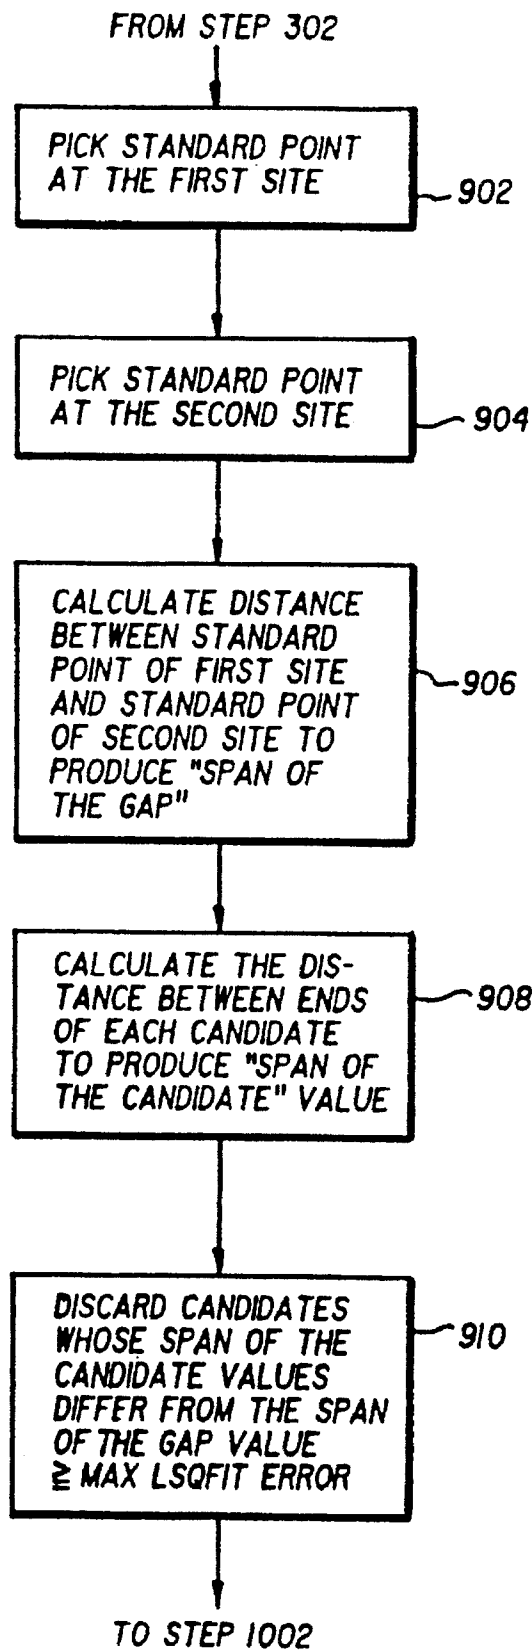 FROM STEP 302
PICK STANDARD POINT
AT THE FIRST SITE
902
PICK STANDARD POINT
AT THE SECOND SITE
904
CALCULATE DISTANCE
BETWEEN STANDARD
POINT OF FIRST SITE
AND STANDARD POINT
OF SECOND SITE TO
PRODUCE "SPAN OF
THE GAP"
906
CALCULATE THE DIS-
TANCE BETWEEN ENDS
OF EACH CANDIDATE
TO PRODUCE "SPAN OF
THE CANDIDATE" VALUE
908
DISCARD CANDIDATES
WHOSE SPAN OF THE
CANDIDATE VALUES
DIFFER FROM THE SPAN
OF THE GAP VALUE
≥ MAX LSQFIT ERROR
910
TO STEP 1002